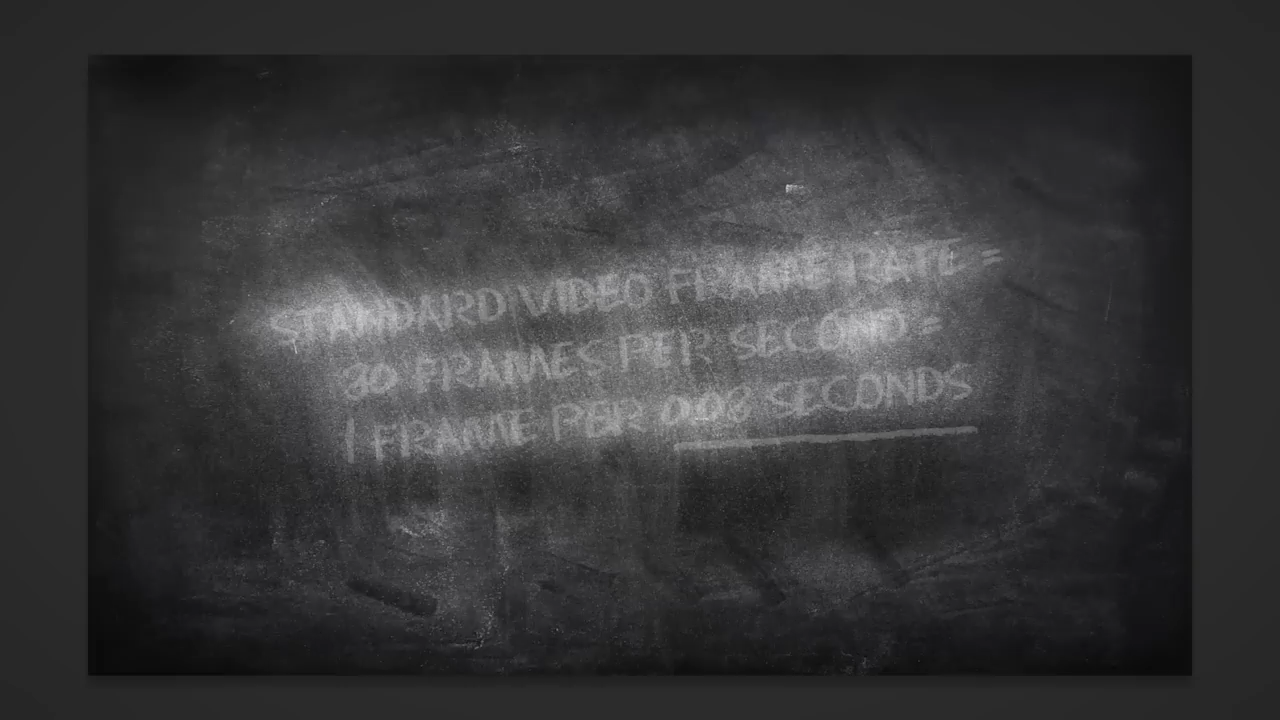 STANDARD VIDEO FRAME RATE =
30 FRAMES PER SECOND =
1 FRAME PER SECONDS